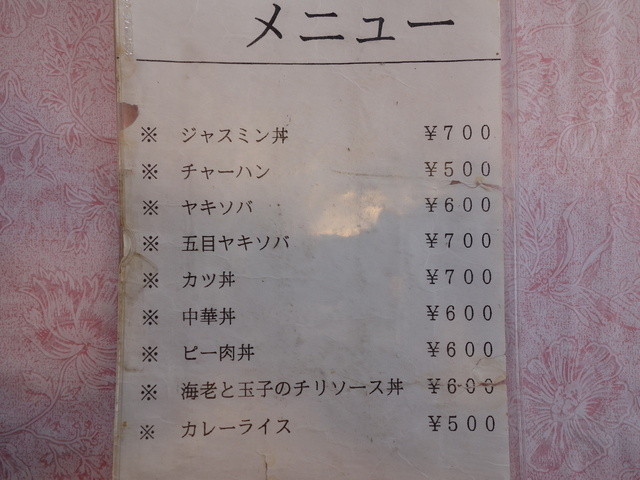 メニュー
※ ジャスミン丼 ￥７００
※ チャーハン ￥５００
※ ヤキソバ ￥６００
※ 五目ヤキソバ ￥７００
※ カツ丼 ￥７００
※ 中華丼 ￥６００
※ ピー肉丼 ￥６００
※ 海老と玉子のチリソース丼 ￥６００
※ カレーライス ￥５００